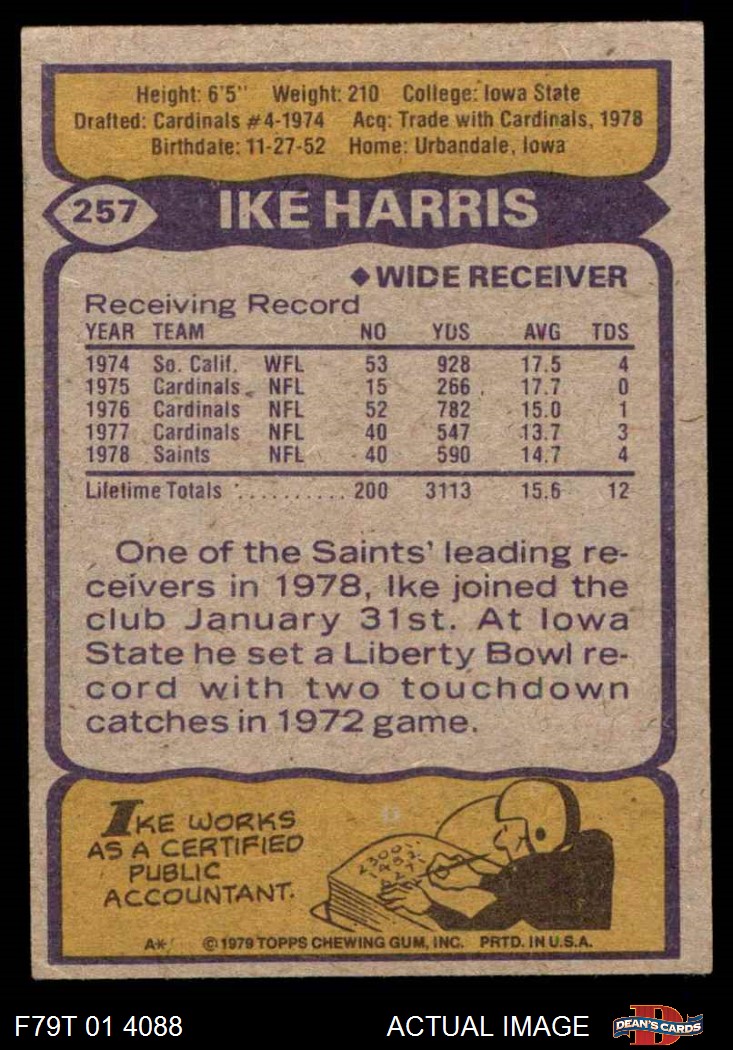 Height: 6'5" Weight: 210 College: Iowa State
Drafted: Cardinals #4-1974 Acq: Trade with Cardinals, 1978
Birthdate: 11-27-52 Home: Urbandale, Iowa
257 IKE HARRIS
◆ WIDE RECEIVER
Receiving Record
YEAR TEAM NO YDS AVG TDS
1974 So. Calif. WFL 53 928 17.5 4
1975 Cardinals NFL 15 266 17.7 0
1976 Cardinals NFL 52 782 15.0 1
1977 Cardinals NFL 40 547 13.7 3
1978 Saints NFL 40 590 14.7 4
Lifetime Totals ........... 200 3113 15.6 12
One of the Saints' leading re-
ceivers in 1978, Ike joined the
club January 31st. At Iowa
State he set a Liberty Bowl re-
cord with two touchdown
catches in 1972 game.
IKE WORKS
AS A CERTIFIED
PUBLIC
ACCOUNTANT.
A* © 1979 TOPPS CHEWING GUM, INC. PRTD. IN U.S.A.
F79T 01 4088 ACTUAL IMAGE D DEAN'S CARDS